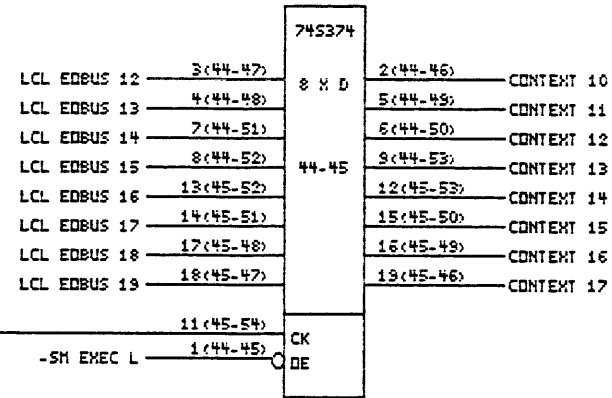 74S374
LCL EDBUS 12 3(44-47) 8 X D 2(44-46) CONTEXT 10
LCL EDBUS 13 4(44-48) 5(44-49) CONTEXT 11
LCL EDBUS 14 7(44-51) 6(44-50) CONTEXT 12
LCL EDBUS 15 8(44-52) 44-45 9(44-53) CONTEXT 13
LCL EDBUS 16 13(45-52) 12(45-53) CONTEXT 14
LCL EDBUS 17 14(45-51) 15(45-50) CONTEXT 15
LCL EDBUS 18 17(45-48) 16(45-49) CONTEXT 16
LCL EDBUS 19 18(45-47) 19(45-46) CONTEXT 17
11(45-54) CK
-SM EXEC L 1(44-45) OE